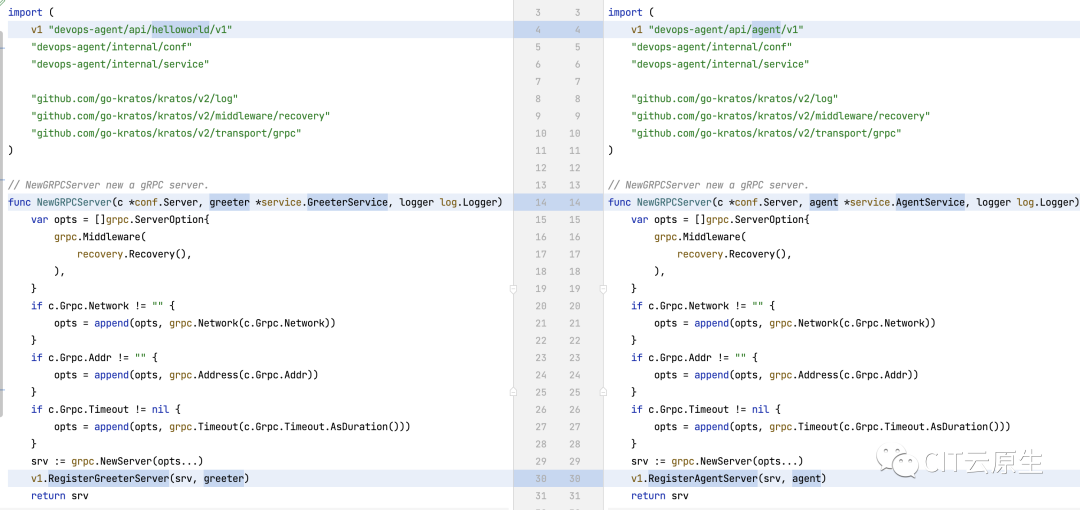 import (
v1 "devops-agent/api/helloworld/v1"
"devops-agent/internal/conf"
"devops-agent/internal/service"
"github.com/go-kratos/kratos/v2/log"
"github.com/go-kratos/kratos/v2/middleware/recovery"
"github.com/go-kratos/kratos/v2/transport/grpc"
)
// NewGRPCServer new a gRPC server.
func NewGRPCServer(c *conf.Server, greeter *service.GreeterService, logger log.Logger)
var opts = []grpc.ServerOption{
grpc.Middleware(
recovery.Recovery(),
),
}
if c.Grpc.Network != "" {
opts = append(opts, grpc.Network(c.Grpc.Network))
}
if c.Grpc.Addr != "" {
opts = append(opts, grpc.Address(c.Grpc.Addr))
}
if c.Grpc.Timeout != nil {
opts = append(opts, grpc.Timeout(c.Grpc.Timeout.AsDuration()))
}
srv := grpc.NewServer(opts...)
v1.RegisterGreeterServer(srv, greeter)
return srv
3 3
4 4
5 5
6 6
7 7
8 8
9 9
10 10
11 11
12 12
13 13
14 14
15 15
16 16
17 17
18 18
19 19
20 20
21 21
22 22
23 23
24 24
25 25
26 26
27 27
28 28
29 29
30 30
31 31
import (
v1 "devops-agent/api/agent/v1"
"devops-agent/internal/conf"
"devops-agent/internal/service"
"github.com/go-kratos/kratos/v2/log"
"github.com/go-kratos/kratos/v2/middleware/recovery"
"github.com/go-kratos/kratos/v2/transport/grpc"
)
// NewGRPCServer new a gRPC server.
func NewGRPCServer(c *conf.Server, agent *service.AgentService, logger log.Logger)
var opts = []grpc.ServerOption{
grpc.Middleware(
recovery.Recovery(),
),
}
if c.Grpc.Network != "" {
opts = append(opts, grpc.Network(c.Grpc.Network))
}
if c.Grpc.Addr != "" {
opts = append(opts, grpc.Address(c.Grpc.Addr))
}
if c.Grpc.Timeout != nil {
opts = append(opts, grpc.Timeout(c.Grpc.Timeout.AsDuration()))
}
srv := grpc.NewServer(opts...)
v1.RegisterAgentServer(srv, agent)
return srv
CIT云原生